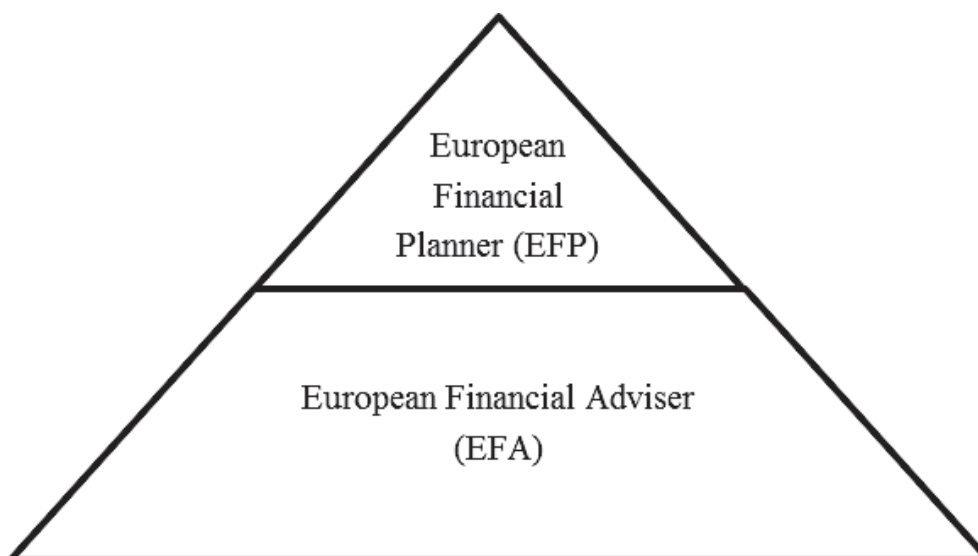 European
Financial
Planner (EFP)
European Financial Adviser
(EFA)